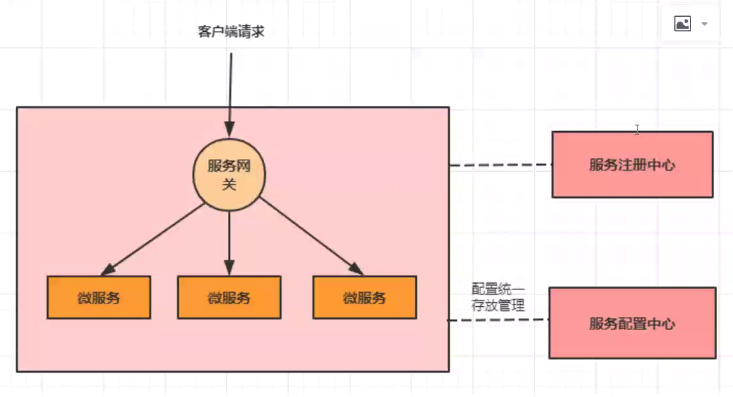 客户端请求
服务网
关
服务注册中心
微服务
微服务
微服务
配置统一
存放管理
服务配置中心